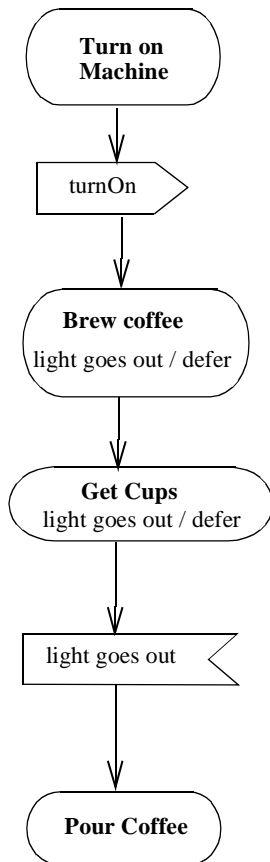 Turn on
Machine
turnOn
Brew coffee
light goes out / defer
Get Cups
light goes out / defer
light goes out
Pour Coffee